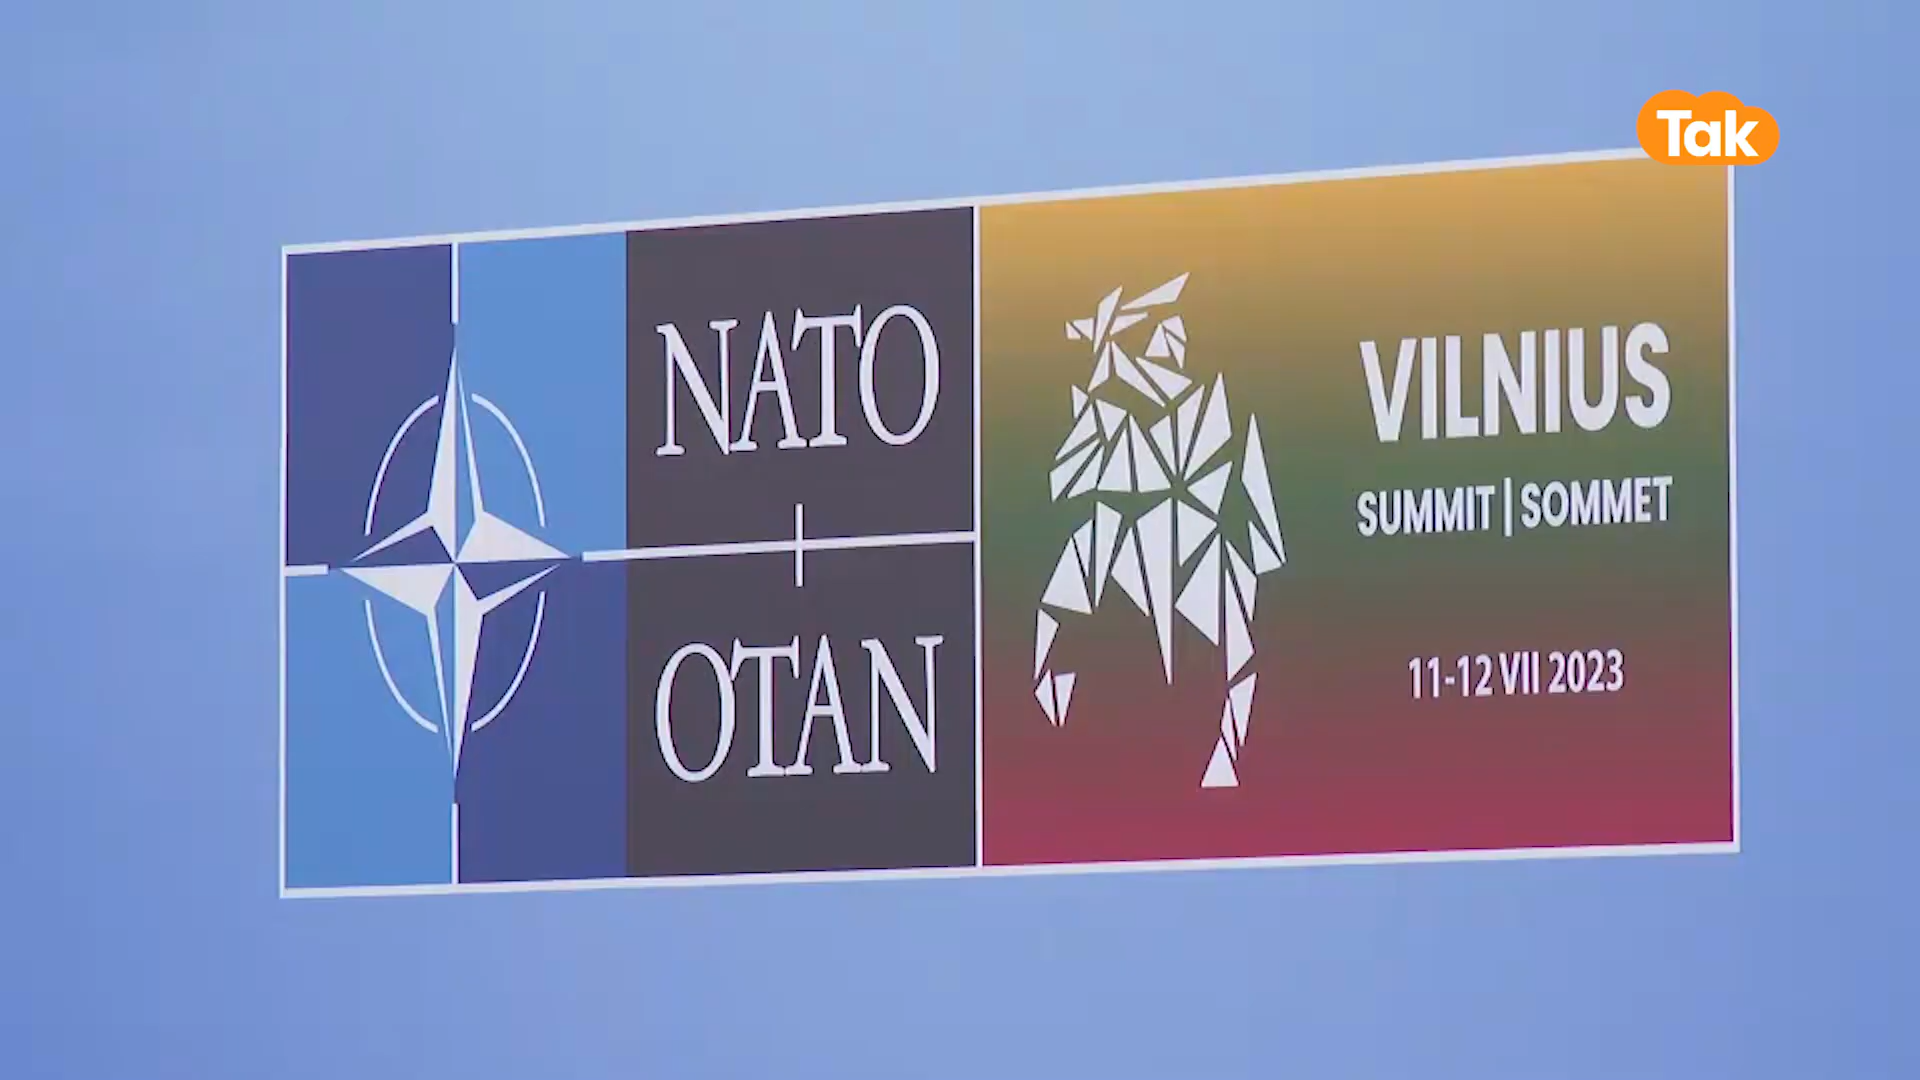 Tak
NATO
OTAN
VILNIUS
SUMMIT | SOMMET
11-12 VII 2023